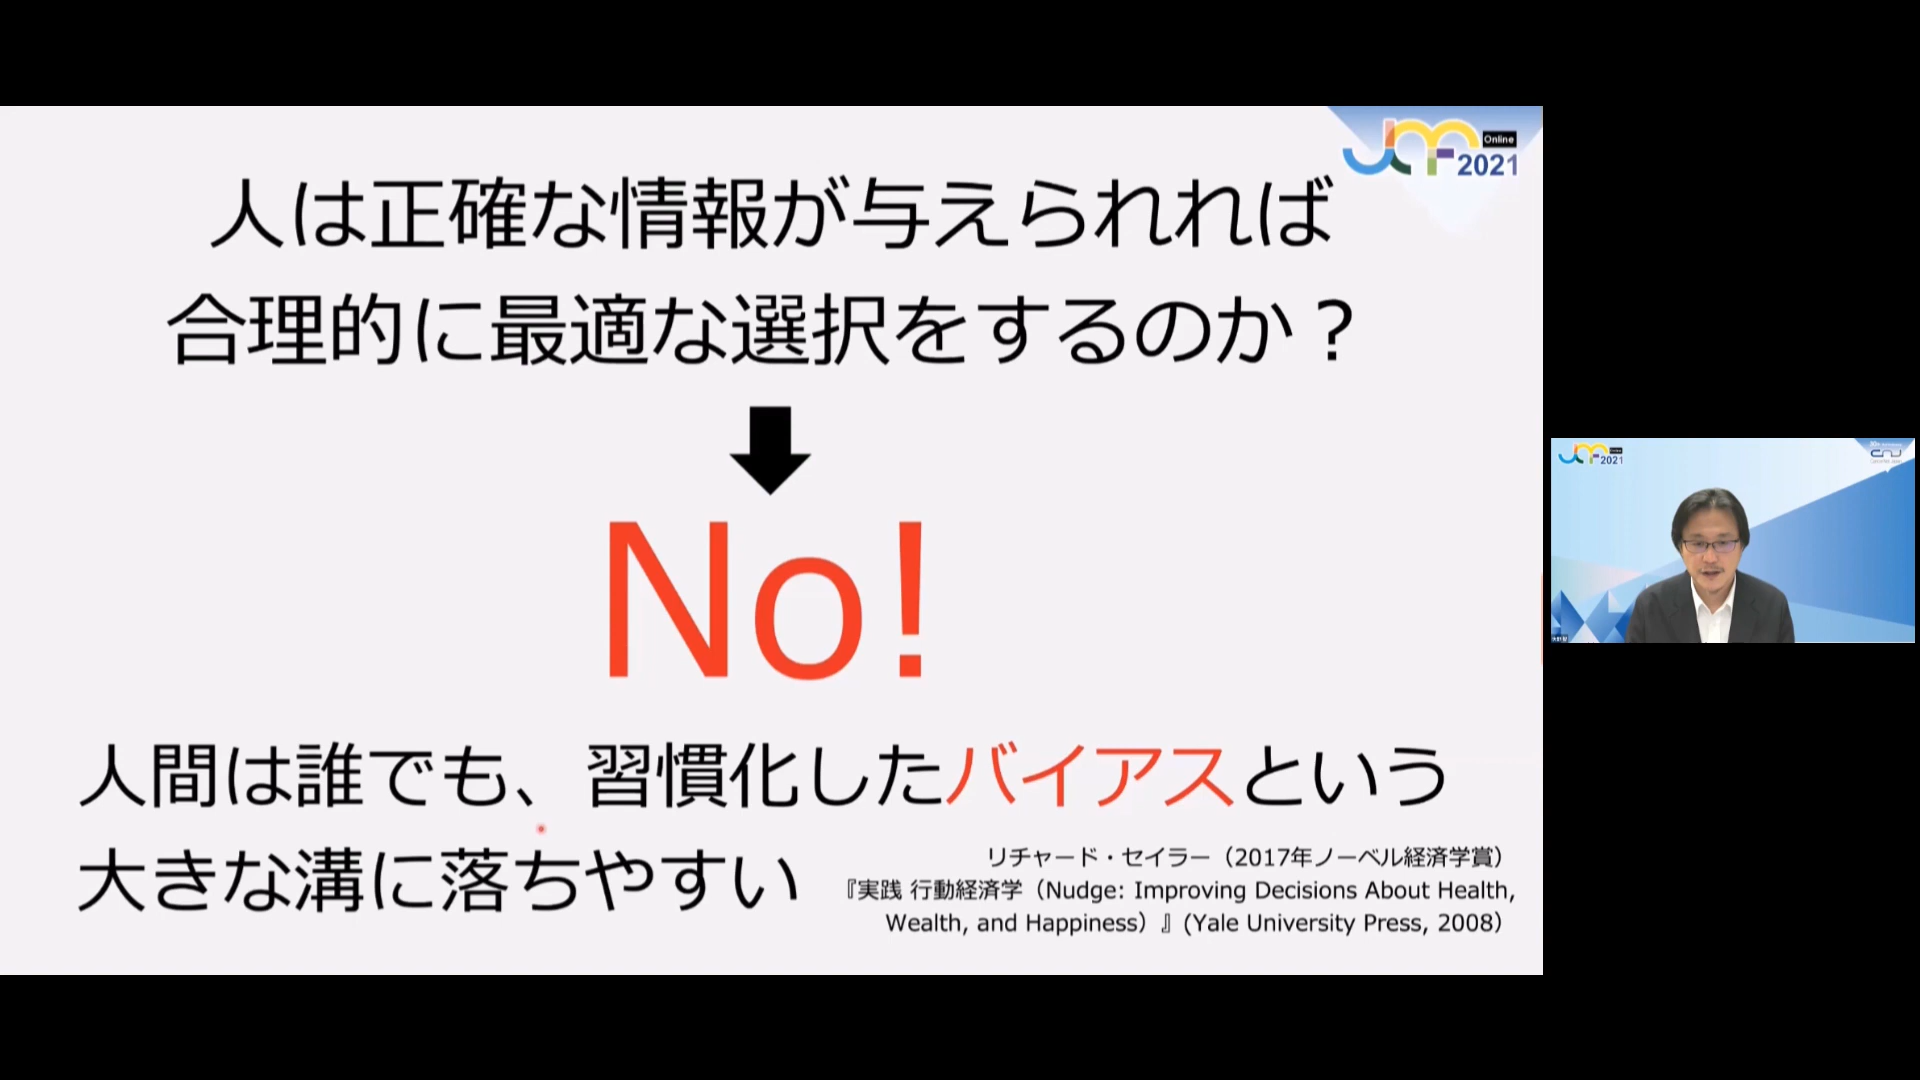 Online
JCMF2021
人は正確な情報が与えられれば
合理的に最適な選択をするのか？
No!
人間は誰でも、習慣化したバイアスという
大きな溝に落ちやすい
リチャード・セイラー（2017年ノーベル経済学賞）
『実践 行動経済学（Nudge: Improving Decisions About Health,
Wealth, and Happiness）』(Yale University Press, 2008）
2021